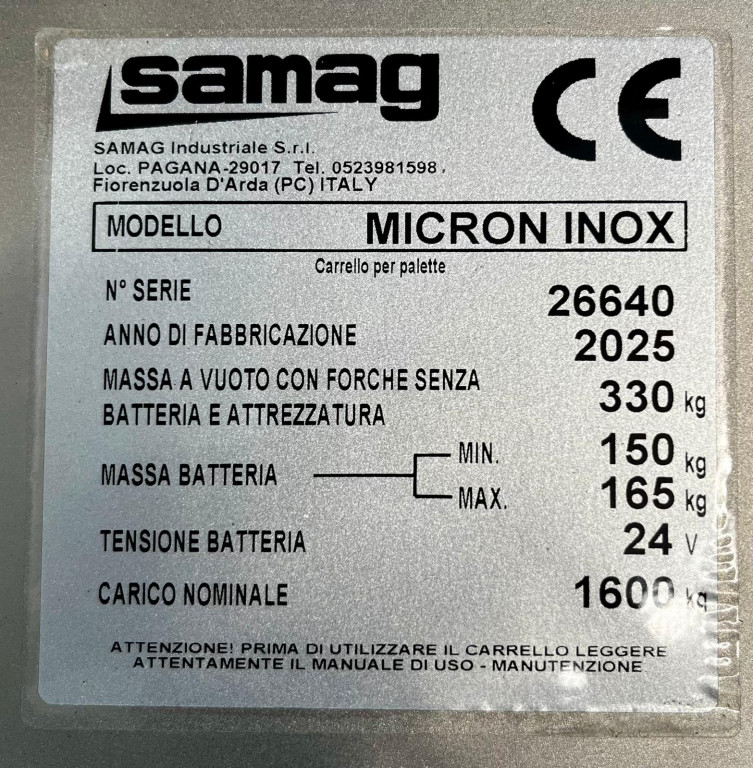 samag
CE
SAMAG Industriale S.r.l.
Loc. PAGANA-29017 Tel. 0523981598,
Fiorenzuola D'Arda (PC) ITALY
MODELLO MICRON INOX
Carrello per palette
N° SERIE 26640
ANNO DI FABBRICAZIONE 2025
MASSA A VUOTO CON FORCHE SENZA
BATTERIA E ATTREZZATURA 330 kg
MASSA BATTERIA MIN. 150 kg
MAX. 165 kg
TENSIONE BATTERIA 24 V
CARICO NOMINALE 1600 kg
ATTENZIONE! PRIMA DI UTILIZZARE IL CARRELLO LEGGERE
ATTENTAMENTE IL MANUALE DI USO - MANUTENZIONE